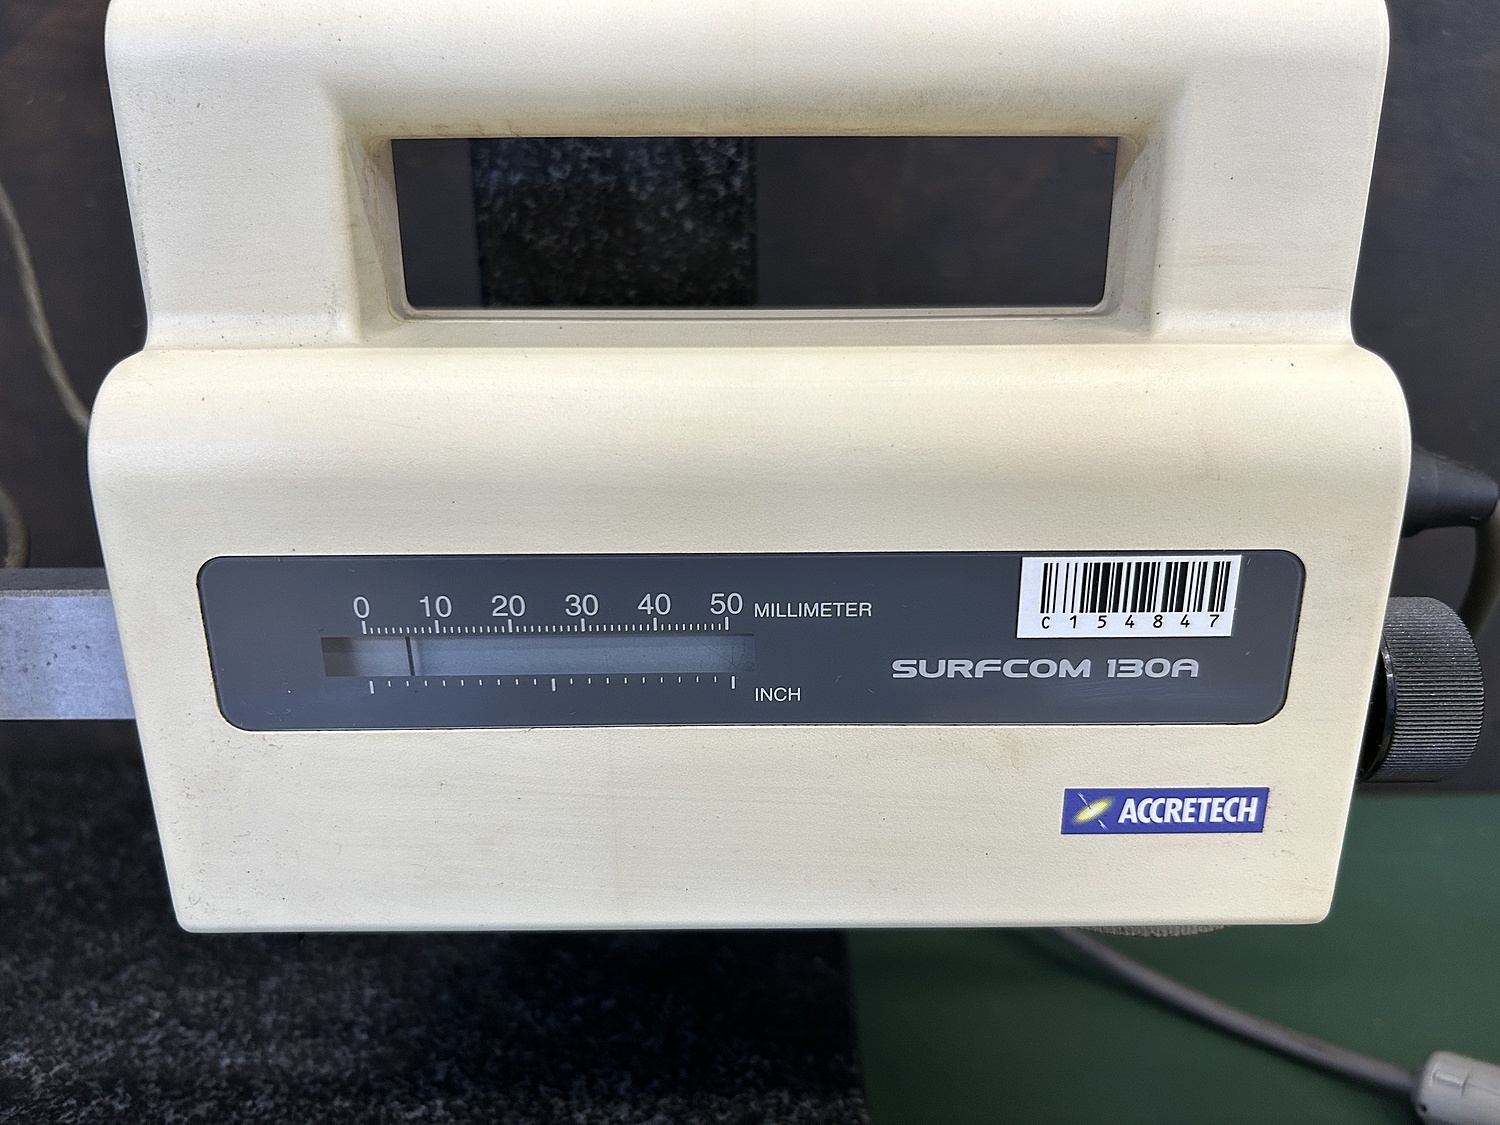 0 10 20 30 40 50 MILLIMETER
INCH
C154847
SURFCOM 130A
ACCRETECH